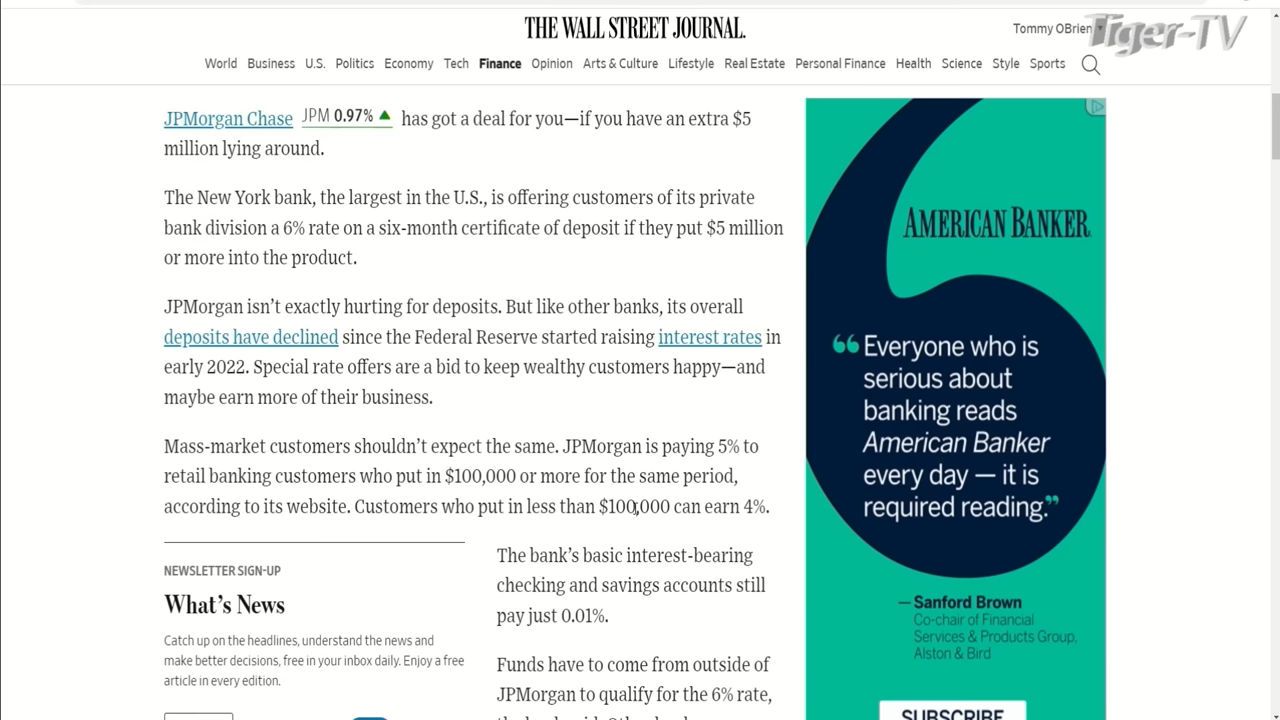 THE WALL STREET JOURNAL.
Tommy OBrien
Tiger-TV
World Business U.S. Politics Economy Tech Finance Opinion Arts & Culture Lifestyle Real Estate Personal Finance Health Science Style Sports
JPMorgan Chase JPM 0.97% ▲ has got a deal for you—if you have an extra $5
million lying around.
The New York bank, the largest in the U.S., is offering customers of its private
bank division a 6% rate on a six-month certificate of deposit if they put $5 million
or more into the product.
JPMorgan isn’t exactly hurting for deposits. But like other banks, its overall
deposits have declined since the Federal Reserve started raising interest rates in
early 2022. Special rate offers are a bid to keep wealthy customers happy—and
maybe earn more of their business.
Mass-market customers shouldn’t expect the same. JPMorgan is paying 5% to
retail banking customers who put in $100,000 or more for the same period,
according to its website. Customers who put in less than $100,000 can earn 4%.
NEWSLETTER SIGN-UP
What’s News
Catch up on the headlines, understand the news and
make better decisions, free in your inbox daily. Enjoy a free
article in every edition.
The bank’s basic interest-bearing
checking and savings accounts still
pay just 0.01%.
Funds have to come from outside of
JPMorgan to qualify for the 6% rate,
AMERICAN BANKER
“Everyone who is
serious about
banking reads
American Banker
every day — it is
required reading.”
— Sanford Brown
Co-chair of Financial
Services & Products Group,
Alston & Bird
SUBSCRIBE